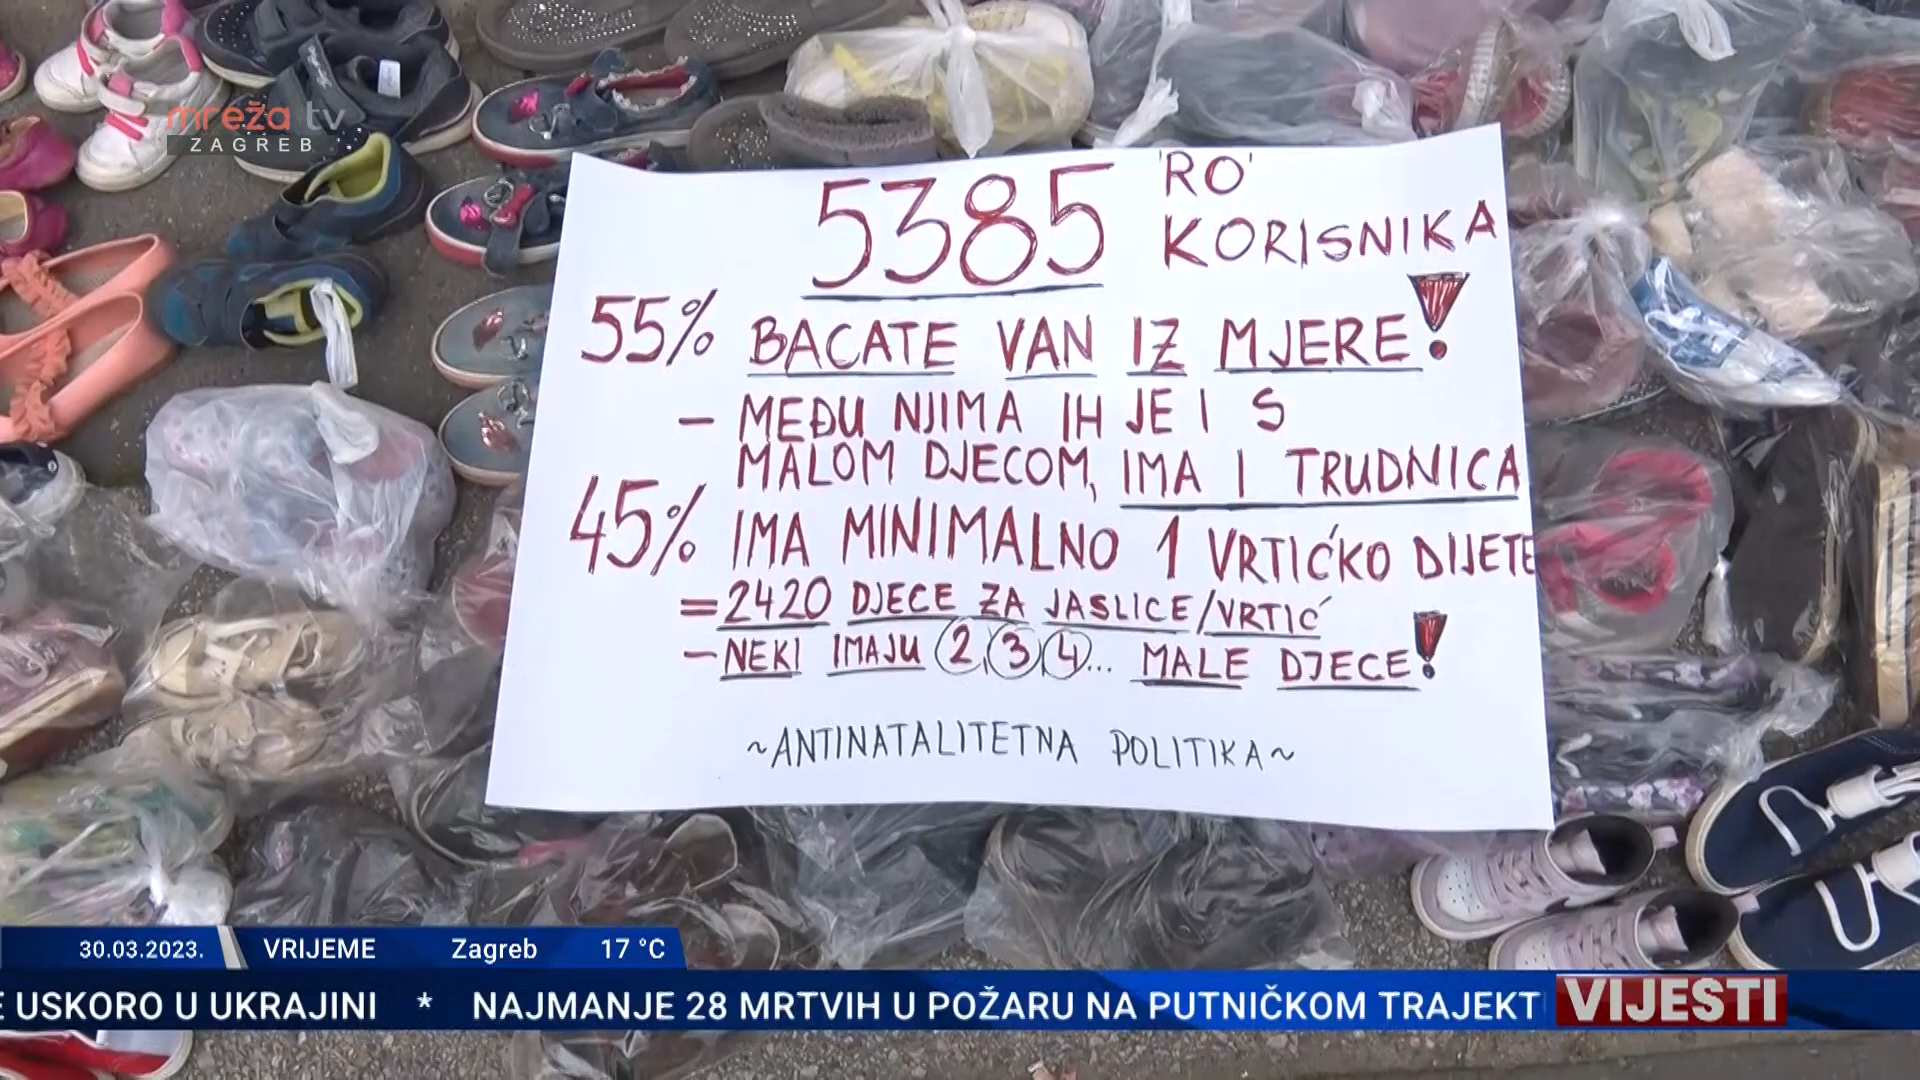 mreža tv
ZAGREB
5385 'RO' KORISNIKA
55% BACATE VAN IZ MJERE!
- MEĐU NJIMA IH JE I S
MALOM DJECOM, IMA I TRUDNICA
45% IMA MINIMALNO 1 VRTIĆKO DIJETE
= 2420 DJECE ZA JASLICE/VRTIĆ
- NEKI IMAJU 2, 3, 4... MALE DJECE!
~ANTINATALITETNA POLITIKA~
30.03.2023. VRIJEME Zagreb 17 °C
E USKORO U UKRAJINI * NAJMANJE 28 MRTVIH U POŽARU NA PUTNIČKOM TRAJEKT VIJESTI